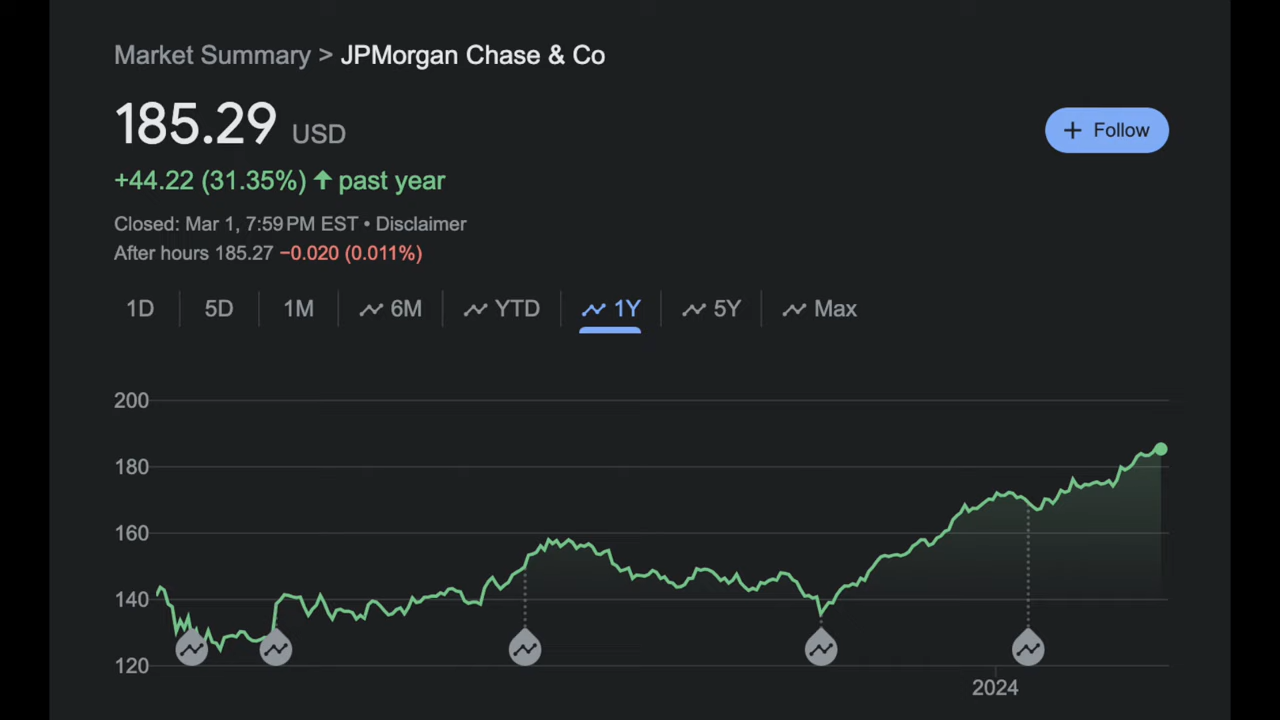 Market Summary > JPMorgan Chase & Co
185.29 USD
+ Follow
+44.22 (31.35%) ↑ past year
Closed: Mar 1, 7:59 PM EST • Disclaimer
After hours 185.27 −0.020 (0.011%)
1D 5D 1M 6M YTD 1Y 5Y Max
200
180
160
140
120
2024